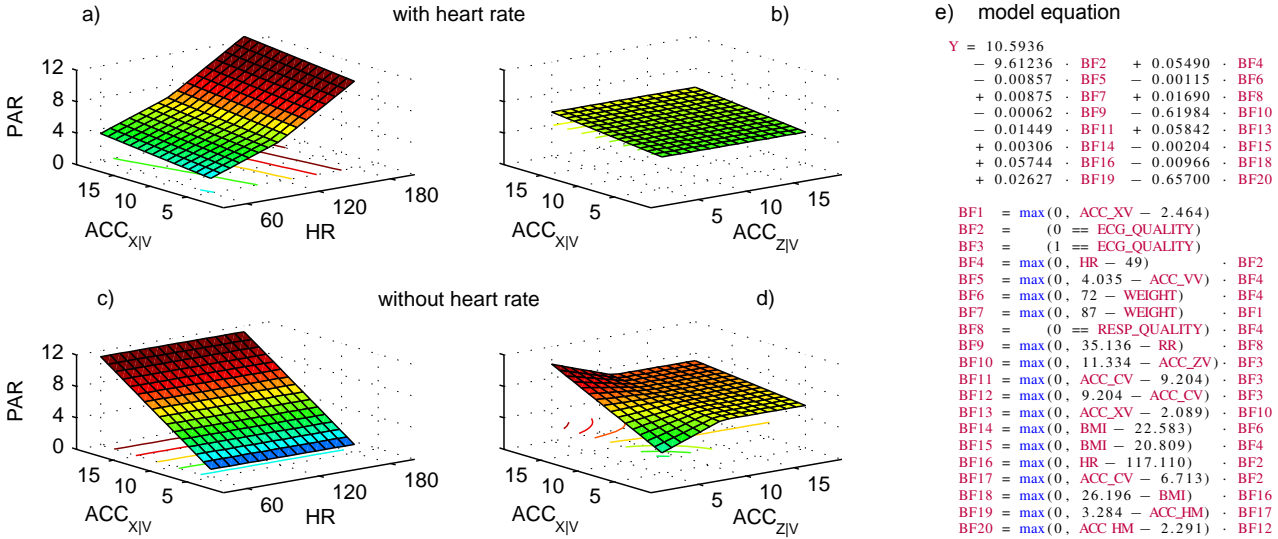 a) with heart rate b)
12
8
4
0
PAR
15
10
5
ACC_X|V
60
120
180
HR
15
10
5
ACC_X|V
5
10
15
ACC_Z|V
c) without heart rate d)
12
8
4
0
PAR
15
10
5
ACC_X|V
60
120
180
HR
15
10
5
ACC_X|V
5
10
15
ACC_Z|V
e) model equation
Y = 10.5936
− 9.61236 · BF2 + 0.05490 · BF4
− 0.00857 · BF5 − 0.00115 · BF6
+ 0.00875 · BF7 + 0.01690 · BF8
− 0.00062 · BF9 − 0.61984 · BF10
− 0.01449 · BF11 + 0.05842 · BF13
+ 0.00306 · BF14 − 0.00204 · BF15
+ 0.05744 · BF16 − 0.00966 · BF18
+ 0.02627 · BF19 − 0.65700 · BF20
BF1 = max(0, ACC_XV − 2.464)
BF2 = (0 == ECG_QUALITY)
BF3 = (1 == ECG_QUALITY)
BF4 = max(0, HR − 49) · BF2
BF5 = max(0, 4.035 − ACC_VV) · BF4
BF6 = max(0, 72 − WEIGHT) · BF4
BF7 = max(0, 87 − WEIGHT) · BF1
BF8 = (0 == RESP_QUALITY) · BF4
BF9 = max(0, 35.136 − RR) · BF8
BF10 = max(0, 11.334 − ACC_ZV) · BF3
BF11 = max(0, ACC_CV − 9.204) · BF3
BF12 = max(0, 9.204 − ACC_CV) · BF3
BF13 = max(0, ACC_XV − 2.089) · BF10
BF14 = max(0, BMI − 22.583) · BF6
BF15 = max(0, BMI − 20.809) · BF4
BF16 = max(0, HR − 117.110) · BF2
BF17 = max(0, ACC_CV − 6.713) · BF2
BF18 = max(0, 26.196 − BMI) · BF16
BF19 = max(0, 3.284 − ACC_HM) · BF17
BF20 = max(0, ACC HM − 2.291) · BF12